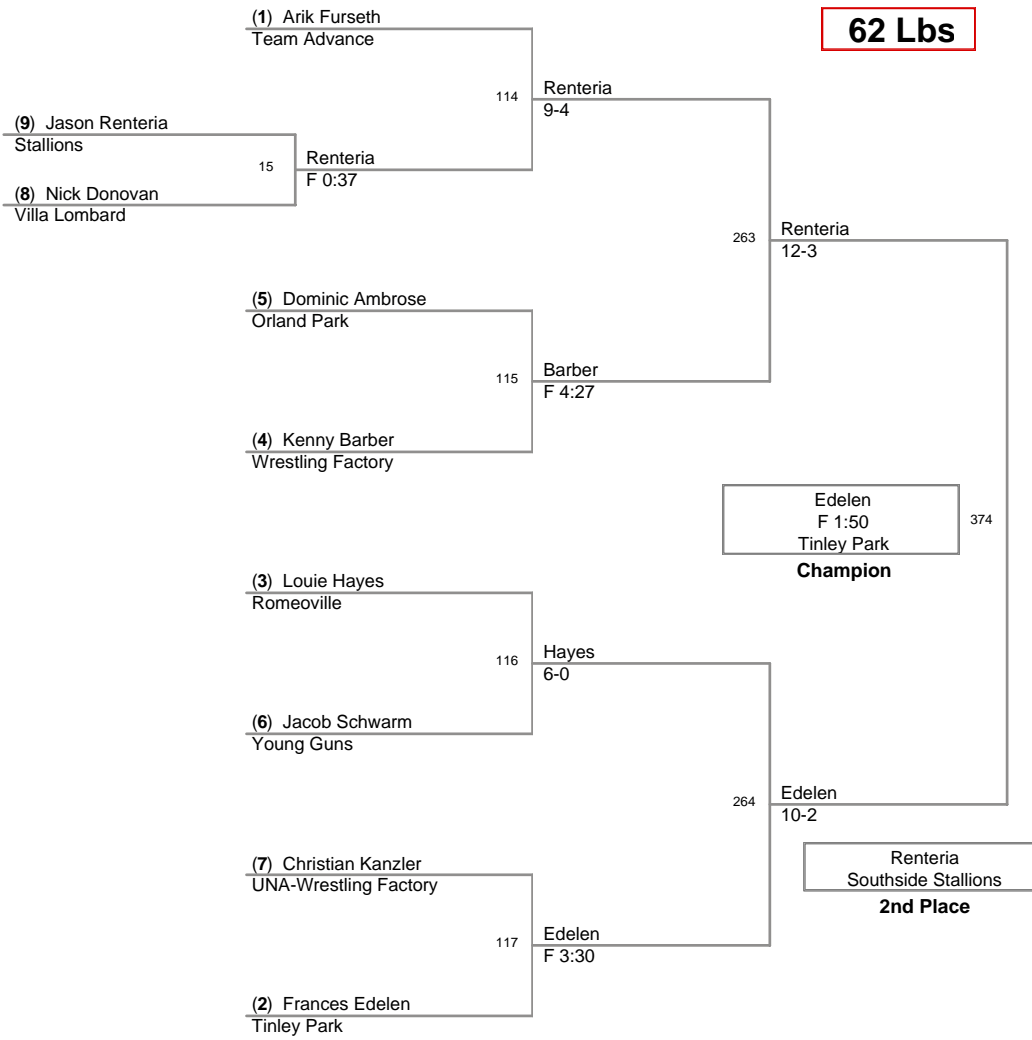 (1) Arik Furseth
Team Advance
62 Lbs
114
Renteria
9-4
(9) Jason Renteria
Stallions
15
Renteria
F 0:37
(8) Nick Donovan
Villa Lombard
263
Renteria
12-3
(5) Dominic Ambrose
Orland Park
115
Barber
F 4:27
(4) Kenny Barber
Wrestling Factory
Edelen
F 1:50
Tinley Park
374
Champion
(3) Louie Hayes
Romeoville
116
Hayes
6-0
(6) Jacob Schwarm
Young Guns
264
Edelen
10-2
(7) Christian Kanzler
UNA-Wrestling Factory
Renteria
Southside Stallions
2nd Place
117
Edelen
F 3:30
(2) Frances Edelen
Tinley Park